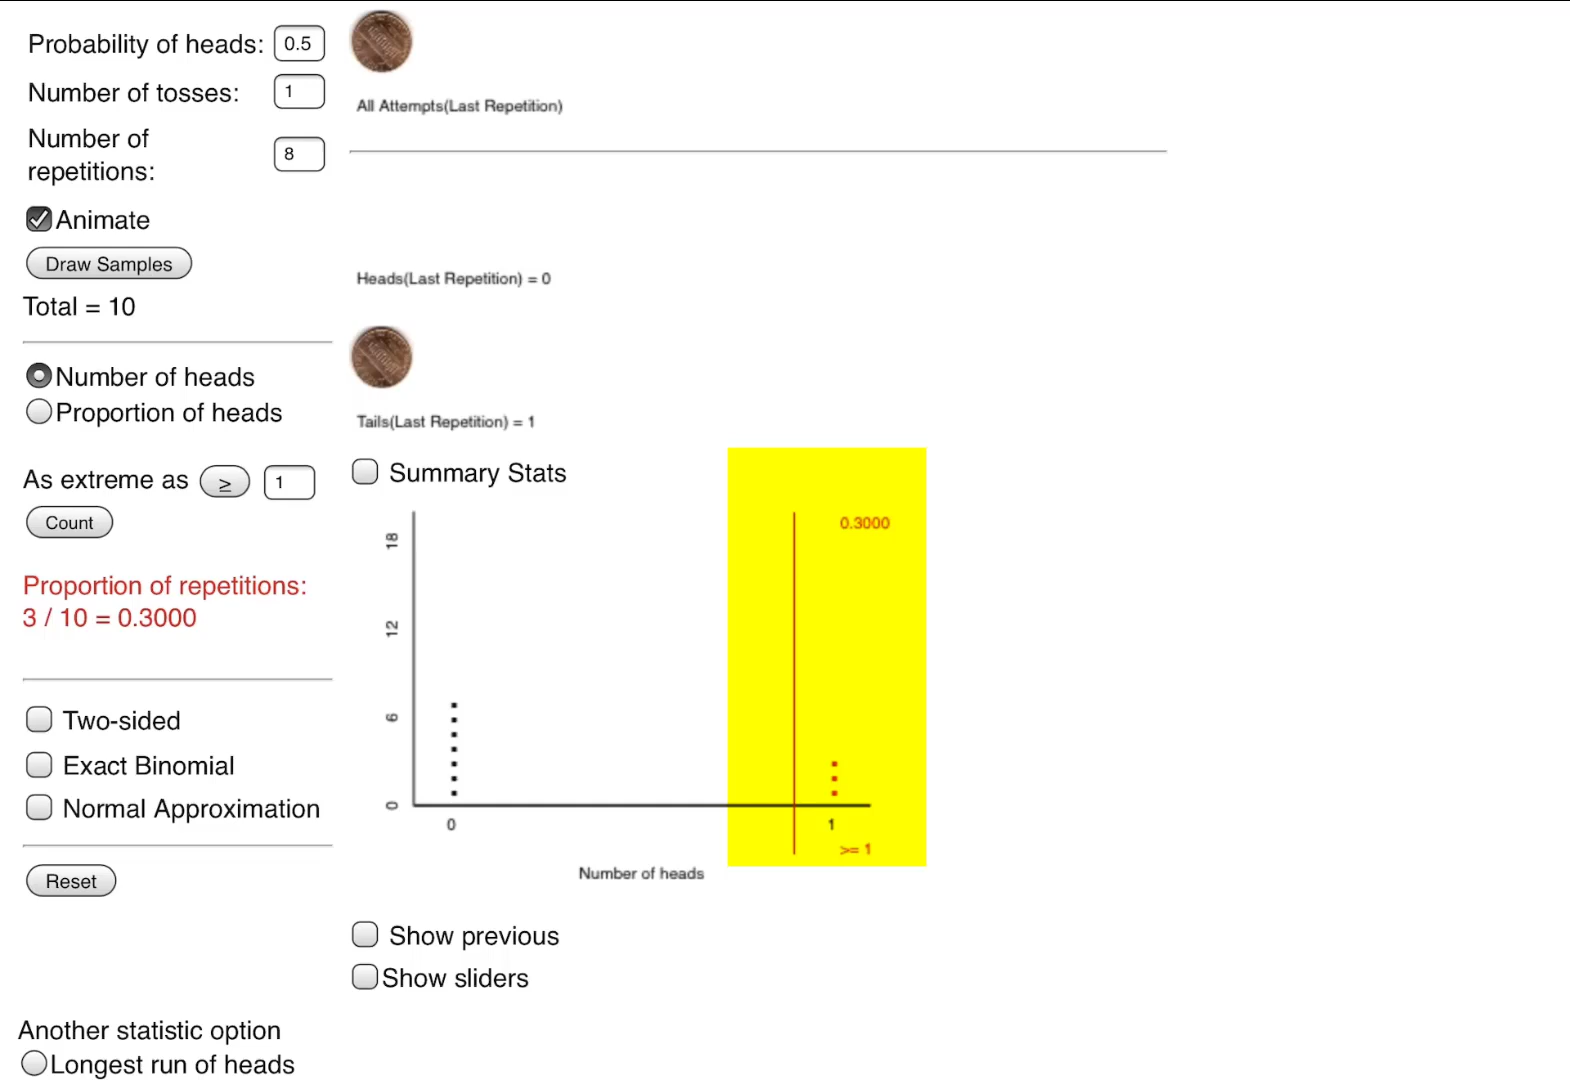 Probability of heads: 0.5
Number of tosses: 1
Number of
repetitions: 8
Animate
Draw Samples
Total = 10
Number of heads
Proportion of heads
As extreme as ≥ 1
Count
Proportion of repetitions:
3 / 10 = 0.3000
Two-sided
Exact Binomial
Normal Approximation
Reset
Another statistic option
Longest run of heads
All Attempts(Last Repetition)
Heads(Last Repetition) = 0
Tails(Last Repetition) = 1
Summary Stats
0.3000
18
12
6
0
0 1
>= 1
Number of heads
Show previous
Show sliders